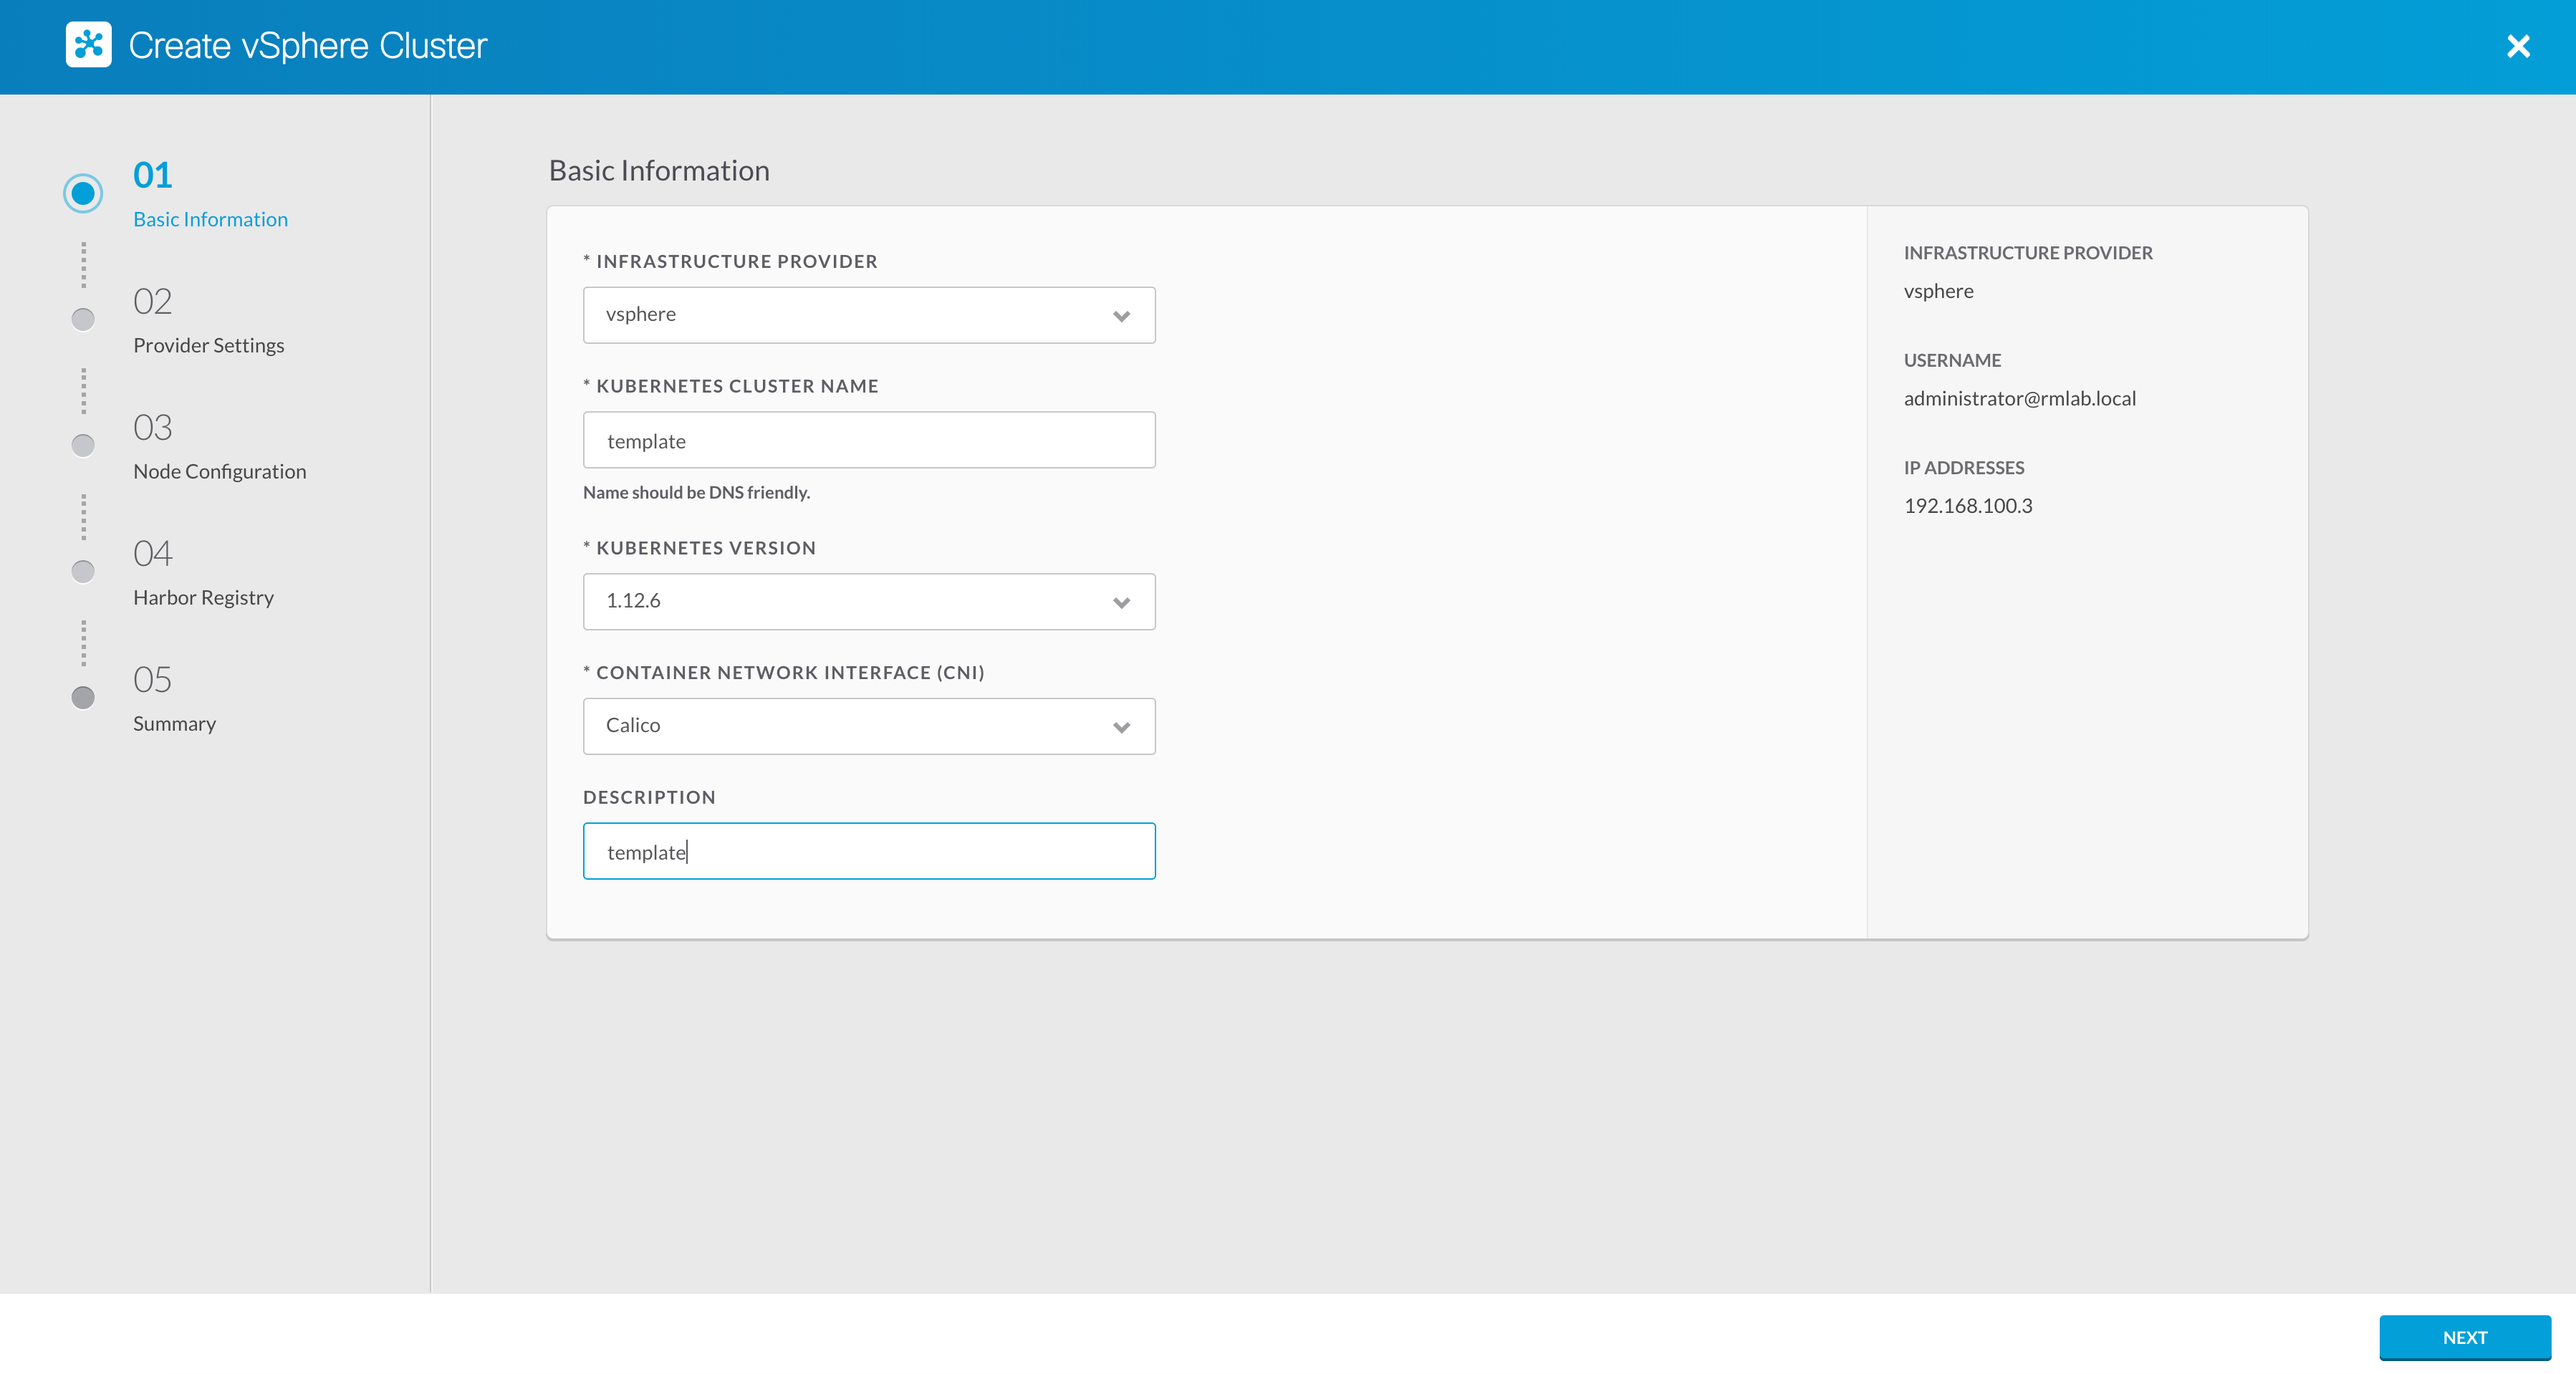 Create vSphere Cluster
01
Basic Information
02
Provider Settings
03
Node Configuration
04
Harbor Registry
05
Summary
Basic Information
* INFRASTRUCTURE PROVIDER
vsphere
* KUBERNETES CLUSTER NAME
template
Name should be DNS friendly.
* KUBERNETES VERSION
1.12.6
* CONTAINER NETWORK INTERFACE (CNI)
Calico
DESCRIPTION
template
INFRASTRUCTURE PROVIDER
vsphere
USERNAME
administrator@rmlab.local
IP ADDRESSES
192.168.100.3
NEXT